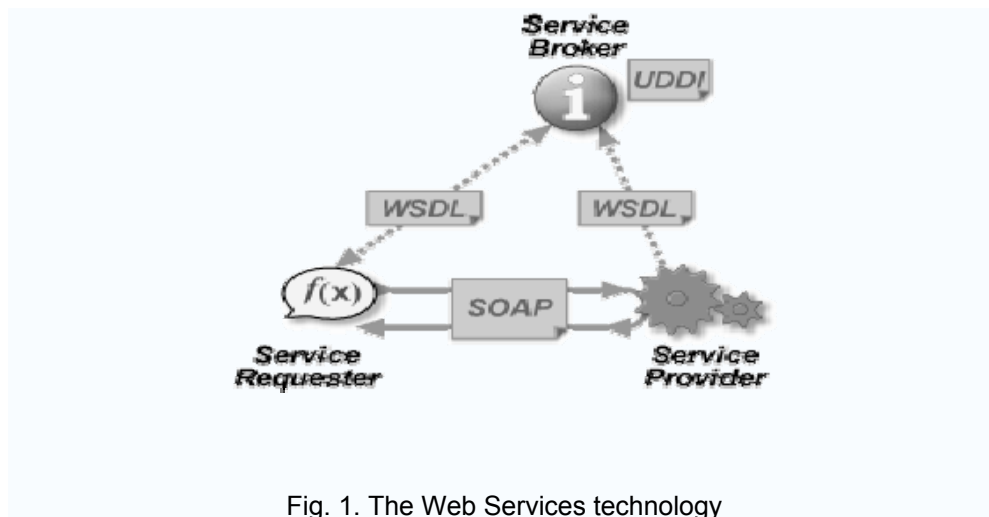 Service
Broker
i
UDDI
WSDL
WSDL
f(x)
SOAP
Service
Requester
Service
Provider
Fig. 1. The Web Services technology